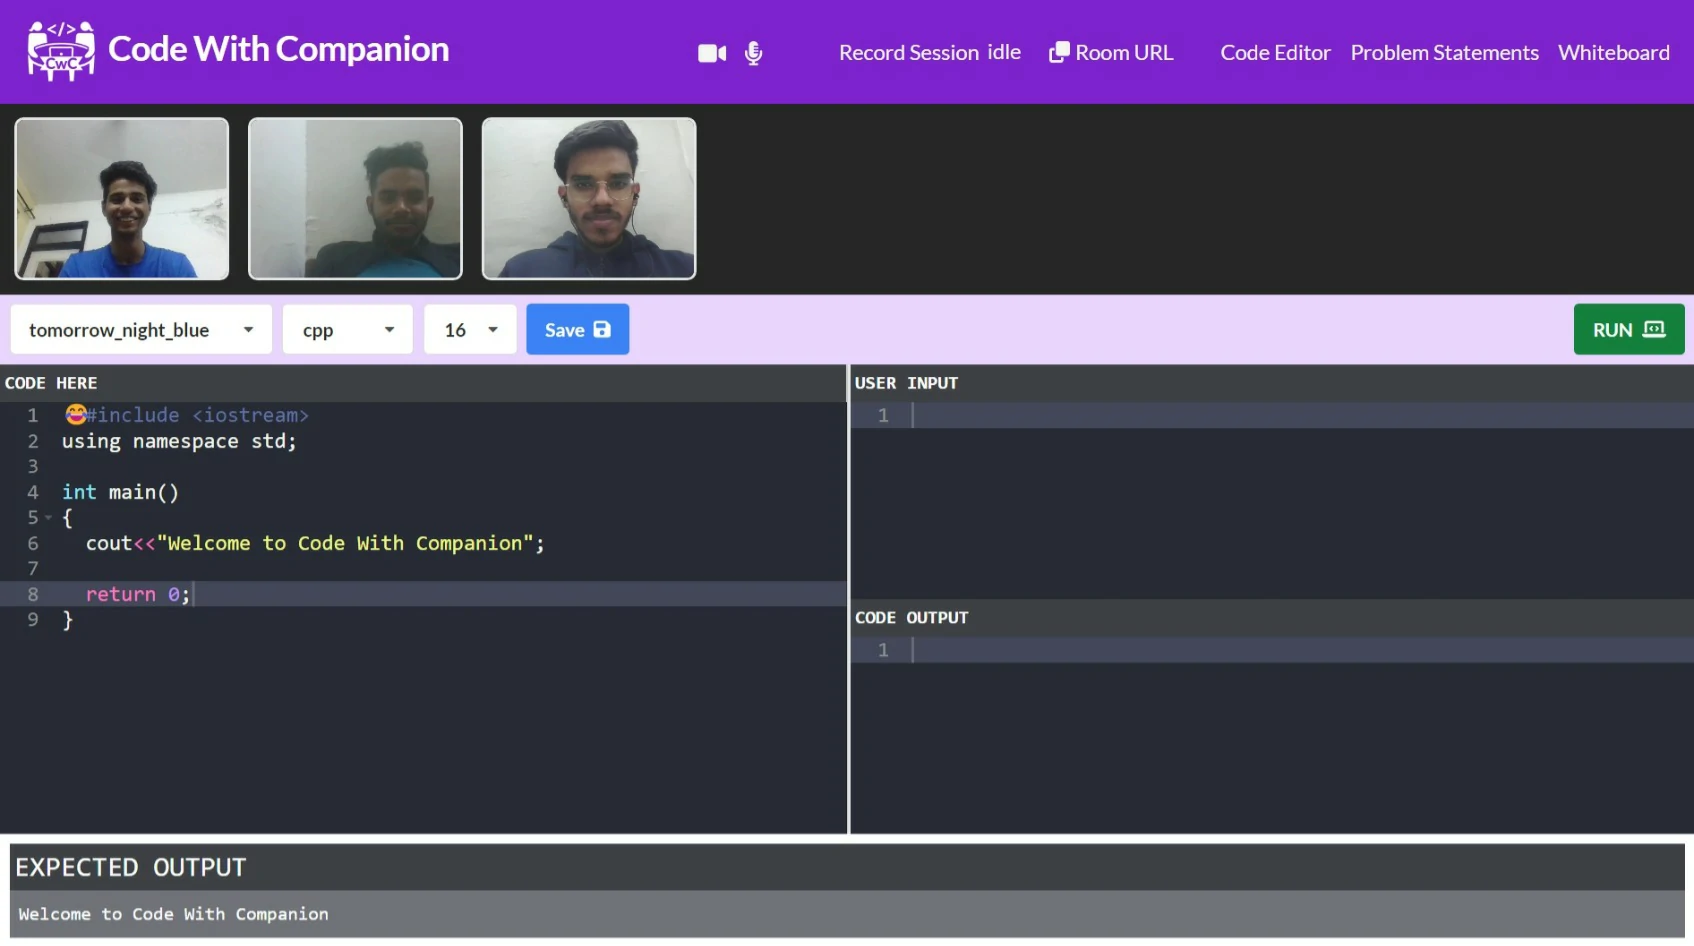 CwC
Code With Companion
Record Session idle
Room URL
Code Editor
Problem Statements
Whiteboard
tomorrow_night_blue
cpp
16
Save
RUN
CODE HERE
1 😄#include <iostream>
2 using namespace std;
3
4 int main()
5 {
6 cout<<"Welcome to Code With Companion";
7
8 return 0;
9 }
USER INPUT
1
CODE OUTPUT
1
EXPECTED OUTPUT
Welcome to Code With Companion